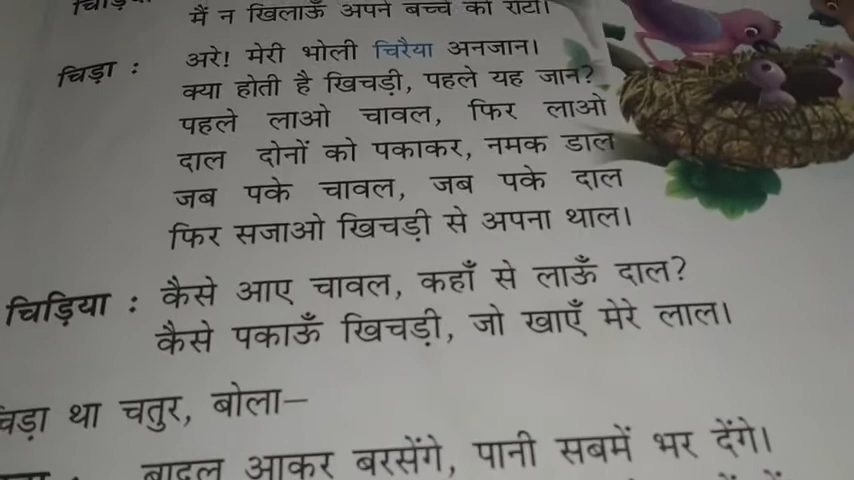 मैं न खिलाऊँ अपने बच्चे को रोटी।
चिड़ा : अरे! मेरी भोली चिरैया अनजान।
क्या होती है खिचड़ी, पहले यह जान?
पहले लाओ चावल, फिर लाओ
दाल दोनों को पकाकर, नमक डाल
जब पके चावल, जब पके दाल
फिर सजाओ खिचड़ी से अपना थाल।
चिड़िया : कैसे आए चावल, कहाँ से लाऊँ दाल?
कैसे पकाऊँ खिचड़ी, जो खाएँ मेरे लाल।
था चतुर, बोला—
बादल आकर बरसेंगे, पानी सबमें भर देंगे।